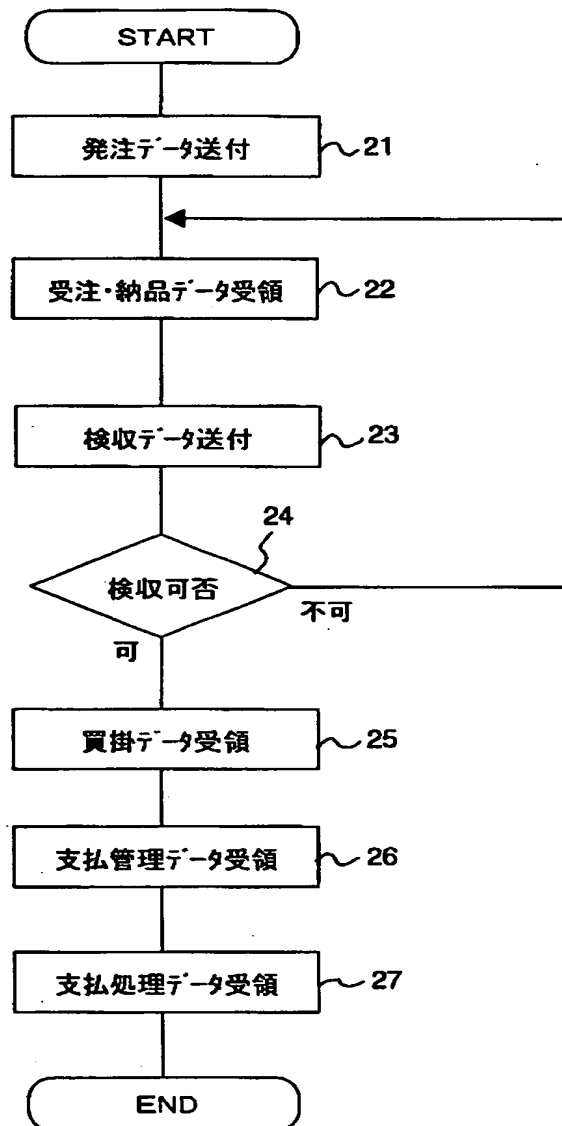 START
発注データ送付
21
受注・納品データ受領
22
検収データ送付
23
24
検収可否
不可
可
買掛データ受領
25
支払管理データ受領
26
支払処理データ受領
27
END